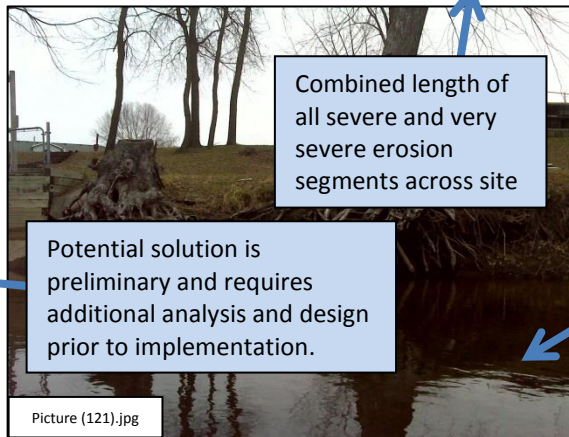 Combined length of
all severe and very
severe erosion
segments across site
Potential solution is
preliminary and requires
additional analysis and design
prior to implementation.
Picture (121).jpg